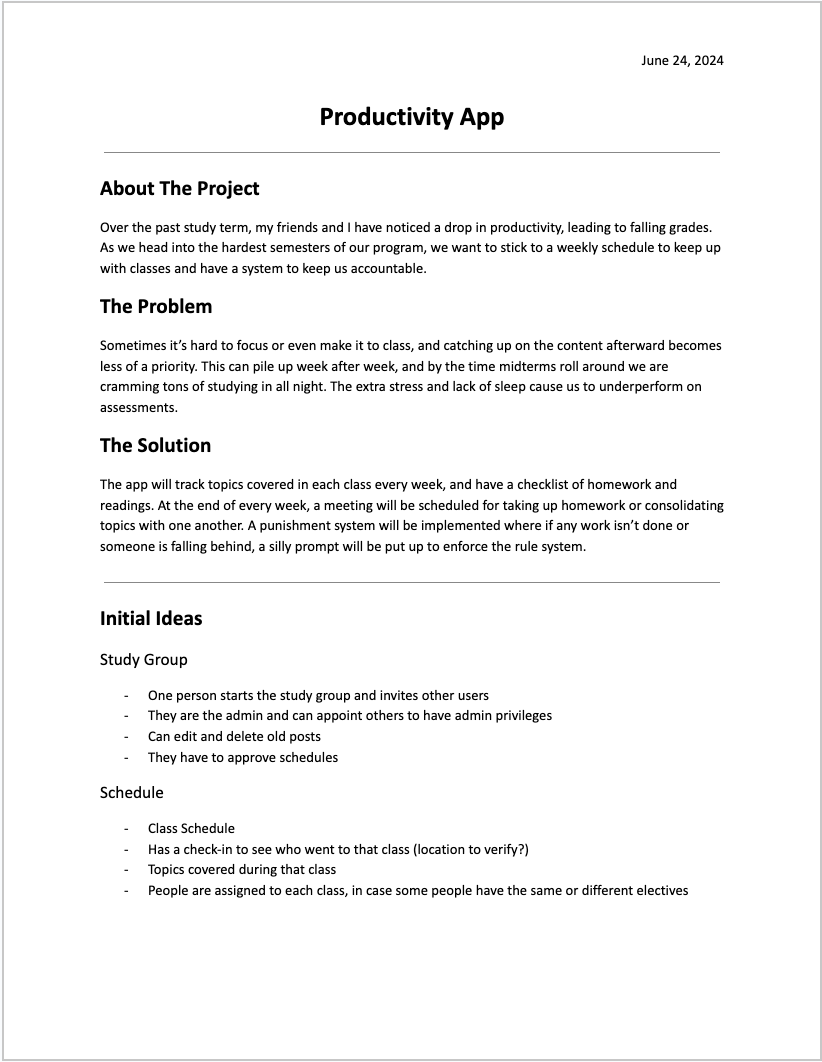 June 24, 2024
Productivity App
About The Project
Over the past study term, my friends and I have noticed a drop in productivity, leading to falling grades.
As we head into the hardest semesters of our program, we want to stick to a weekly schedule to keep up
with classes and have a system to keep us accountable.
The Problem
Sometimes it’s hard to focus or even make it to class, and catching up on the content afterward becomes
less of a priority. This can pile up week after week, and by the time midterms roll around we are
cramming tons of studying in all night. The extra stress and lack of sleep cause us to underperform on
assessments.
The Solution
The app will track topics covered in each class every week, and have a checklist of homework and
readings. At the end of every week, a meeting will be scheduled for taking up homework or consolidating
topics with one another. A punishment system will be implemented where if any work isn’t done or
someone is falling behind, a silly prompt will be put up to enforce the rule system.
Initial Ideas
Study Group
- One person starts the study group and invites other users
- They are the admin and can appoint others to have admin privileges
- Can edit and delete old posts
- They have to approve schedules
Schedule
- Class Schedule
- Has a check-in to see who went to that class (location to verify?)
- Topics covered during that class
- People are assigned to each class, in case some people have the same or different electives